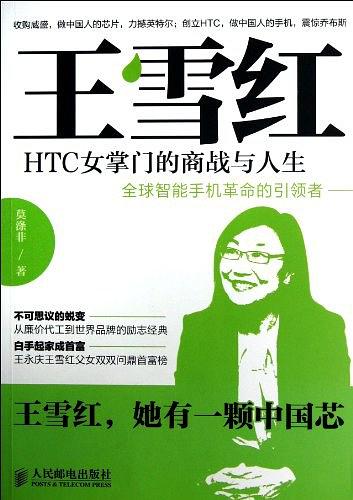 收购威盛，做中国人的芯片，力撼英特尔；创立HTC，做中国人的手机，震惊乔布斯
王雪红
HTC女掌门的商战与人生
全球智能手机革命的引领者
莫涤非/著
不可思议的蜕变
从廉价代工到世界品牌的励志经典
白手起家成首富
王永庆王雪红父女双双问鼎首富榜
王雪红，她有一颗中国芯
人民邮电出版社
POSTS & TELECOM PRESS